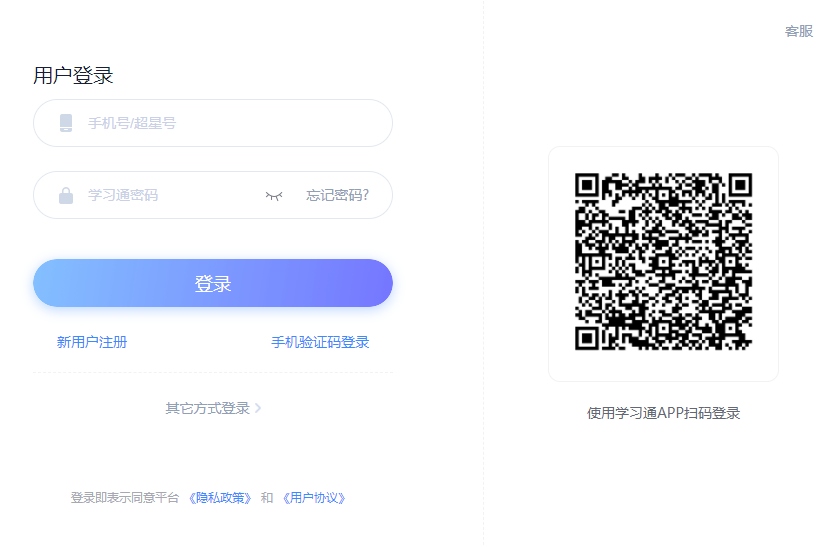 客服
用户登录
手机号/超星号
学习通密码 忘记密码?
登录
新用户注册 手机验证码登录
其它方式登录
使用学习通APP扫码登录
登录即表示同意平台 《隐私政策》 和 《用户协议》